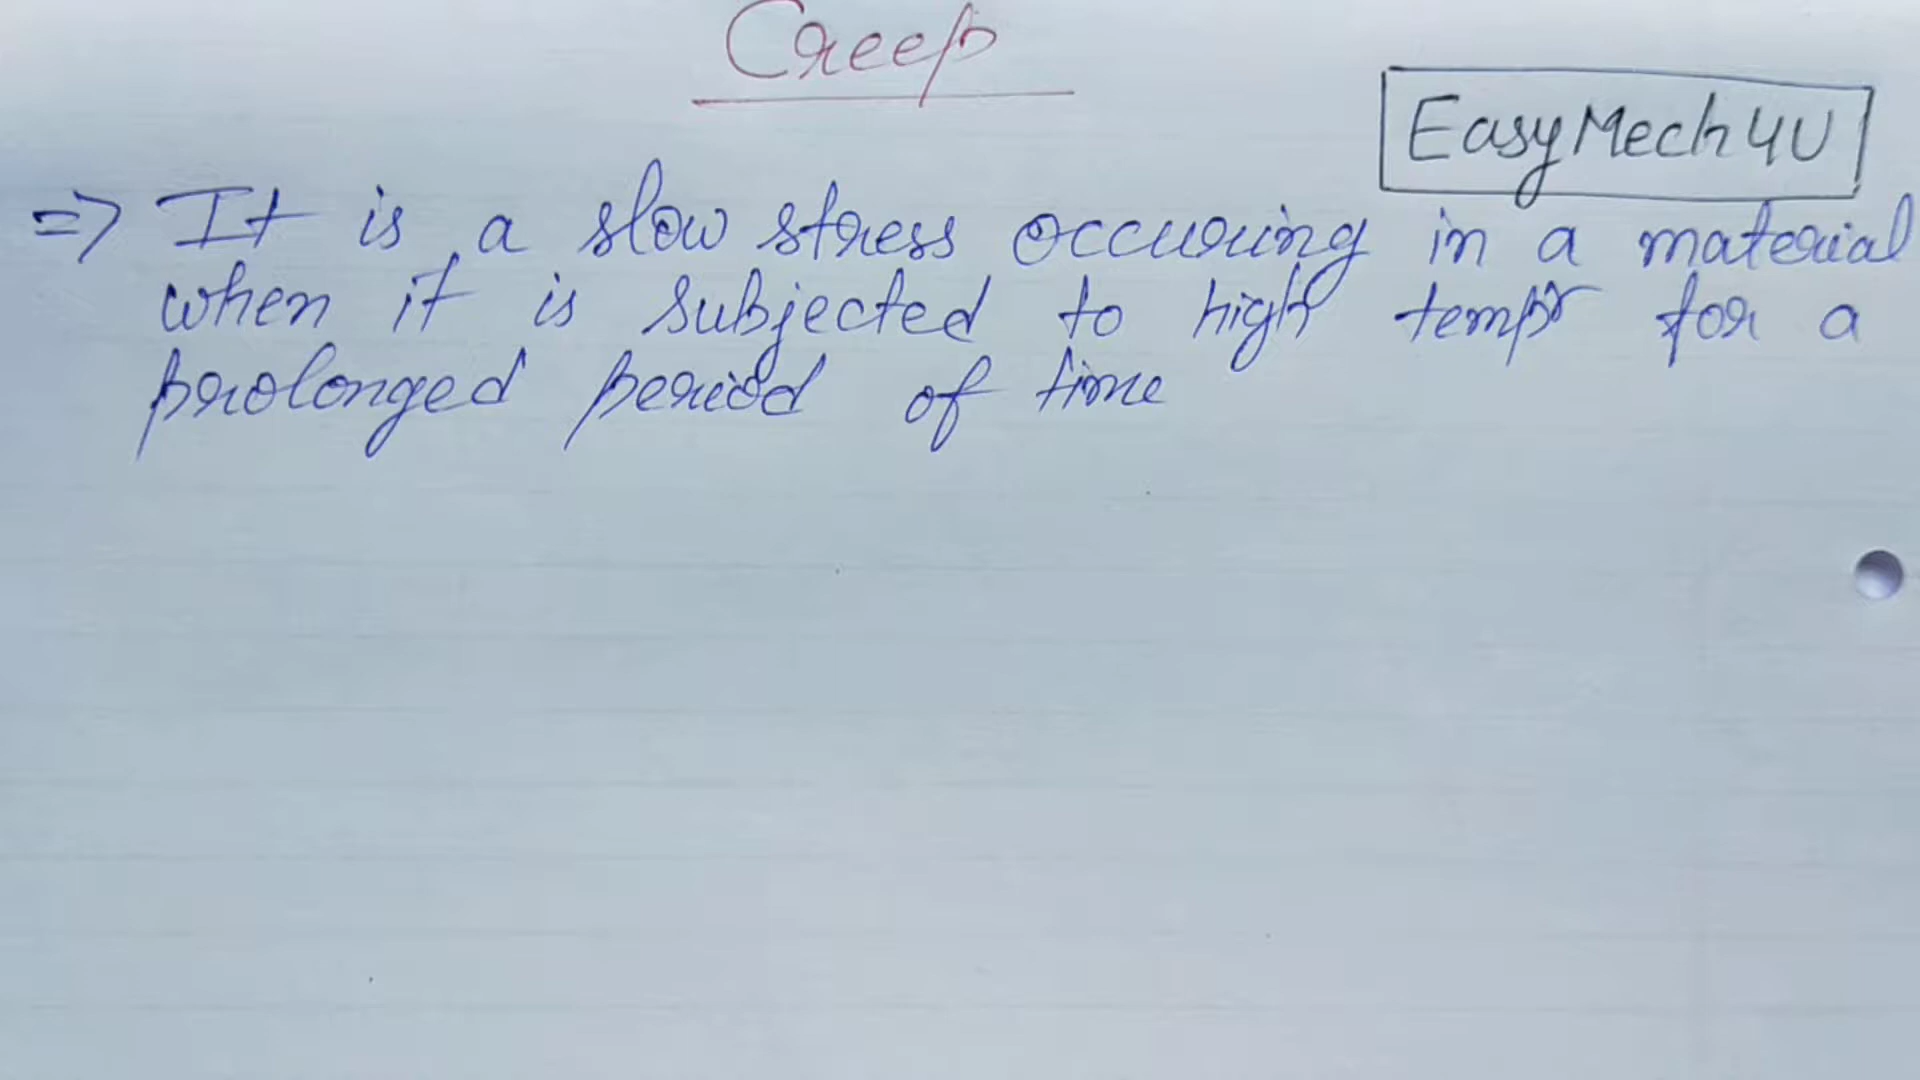 Creep
EasyMech4U
=> It is a slow stress occuring in a material
when it is subjected to high tempr for a
prolonged period of time